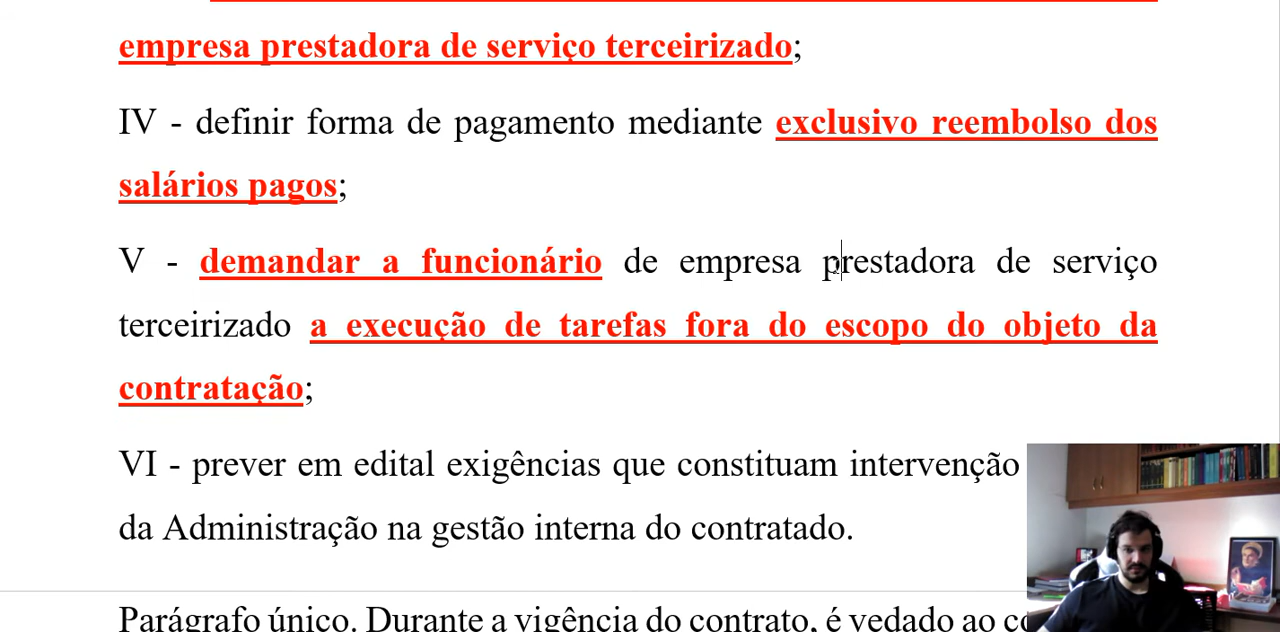 empresa prestadora de serviço terceirizado;
IV - definir forma de pagamento mediante exclusivo reembolso dos
salários pagos;
V - demandar a funcionário de empresa prestadora de serviço
terceirizado a execução de tarefas fora do escopo do objeto da
contratação;
VI - prever em edital exigências que constituam intervenção
da Administração na gestão interna do contratado.
Parágrafo único. Durante a vigência do contrato, é vedado ao